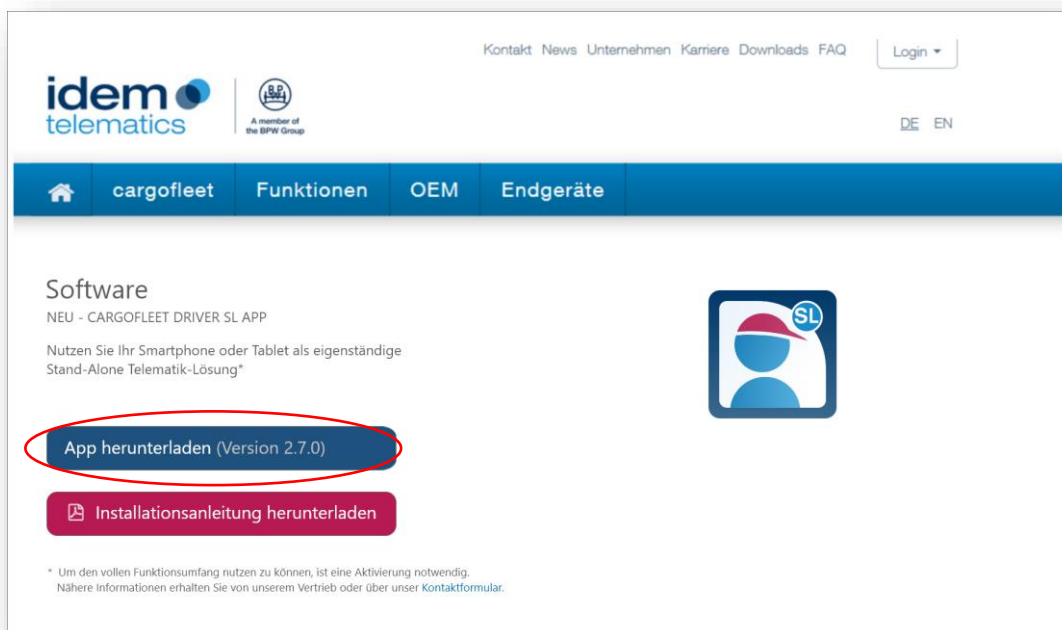 Kontakt News Unternehmen Karriere Downloads FAQ
Login
idem
telematics
BPW
A member of
the BPW Group
DE EN
cargofleet Funktionen OEM Endgeräte
Software
NEU - CARGOFLEET DRIVER SL APP
Nutzen Sie Ihr Smartphone oder Tablet als eigenständige
Stand-Alone Telematik-Lösung*
SL
App herunterladen (Version 2.7.0)
Installationsanleitung herunterladen
* Um den vollen Funktionsumfang nutzen zu können, ist eine Aktivierung notwendig.
Nähere Informationen erhalten Sie von unserem Vertrieb oder über unser Kontaktformular.